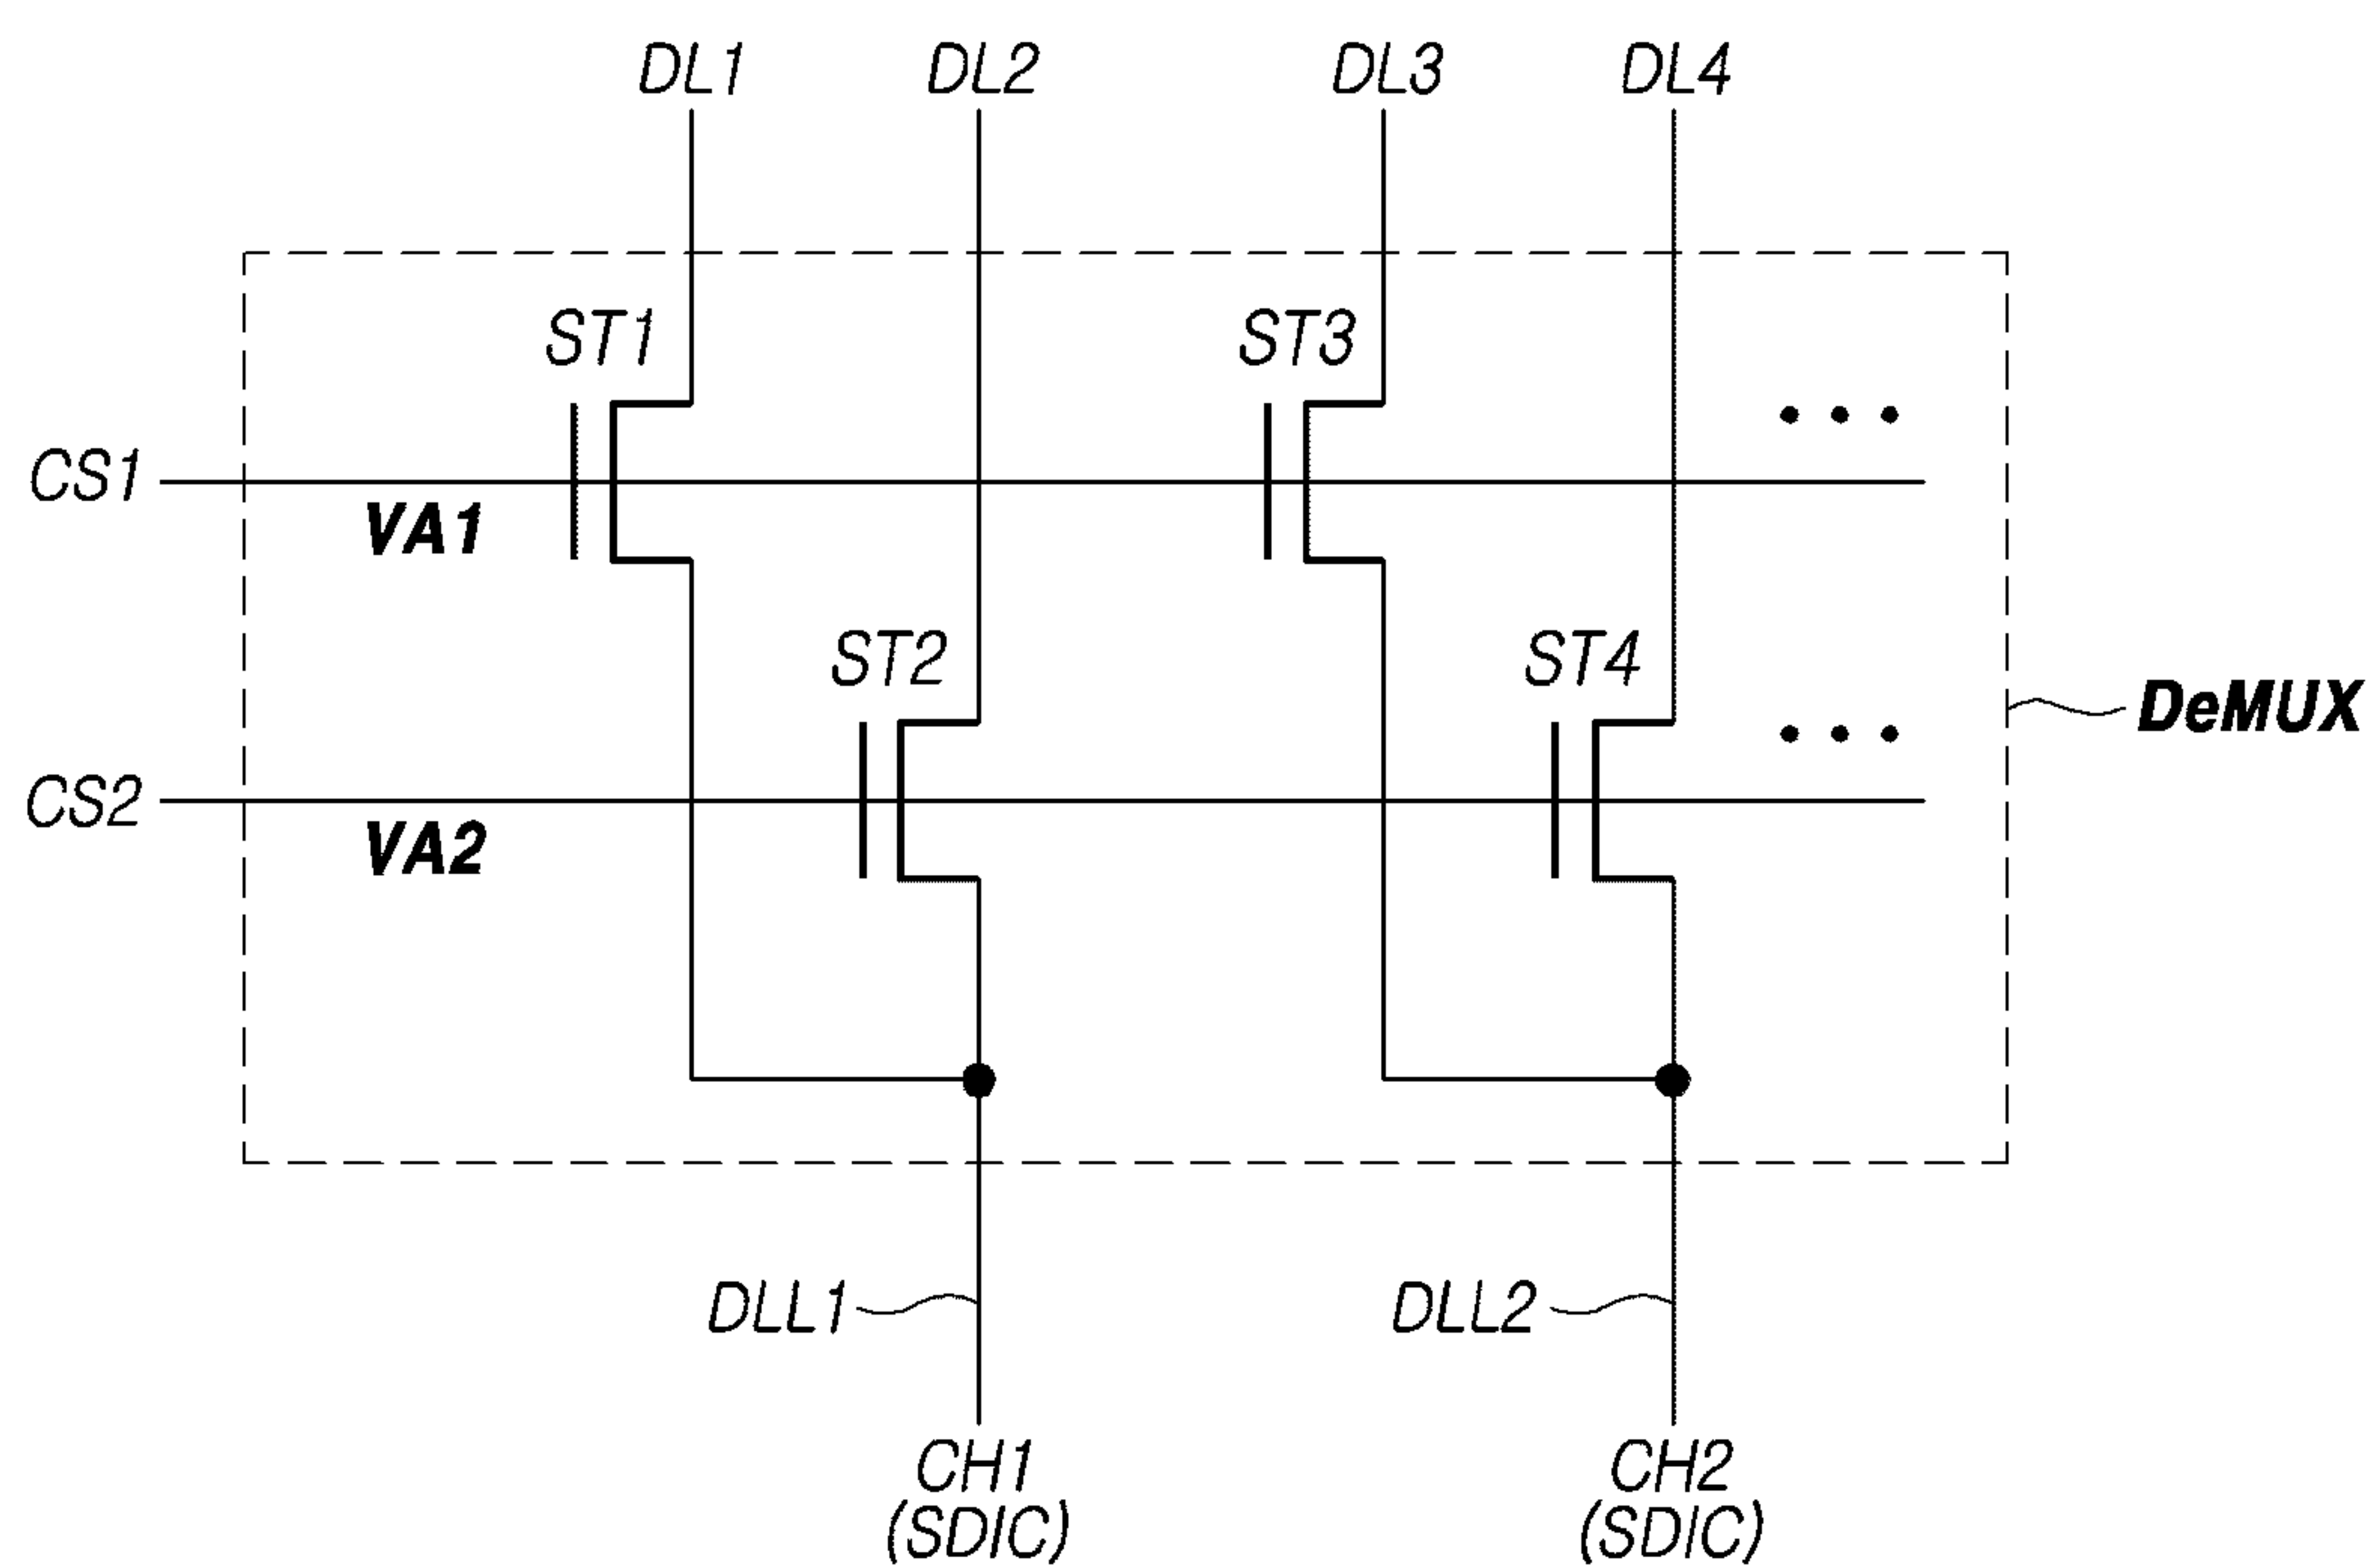 DL1
DL2
DL3
DL4
ST1
ST3
CS1
VA1
ST2
ST4
DeMUX
CS2
VA2
DLL1
DLL2
CH1
(SDIC)
CH2
(SDIC)